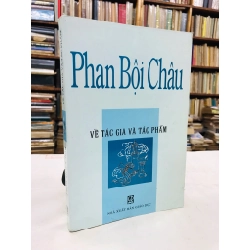 Phan Bội Châu
VỀ TÁC GIA VÀ TÁC PHẨM
NHÀ XUẤT BẢN GIÁO DỤC